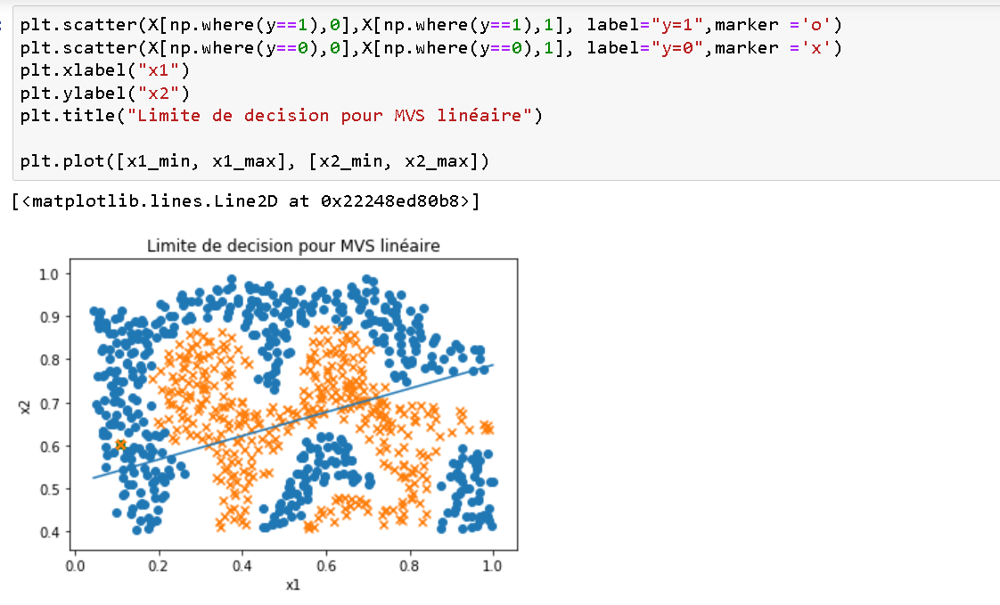 plt.scatter(X[np.where(y==1),0],X[np.where(y==1),1], label="y=1",marker ='o')
plt.scatter(X[np.where(y==0),0],X[np.where(y==0),1], label="y=0",marker ='x')
plt.xlabel("x1")
plt.ylabel("x2")
plt.title("Limite de decision pour MVS linéaire")
plt.plot([x1_min, x1_max], [x2_min, x2_max])
[<matplotlib.lines.Line2D at 0x22248ed80b8>]
Limite de decision pour MVS linéaire
1.0
0.9
0.8
0.7
0.6
0.5
0.4
x2
0.0 0.2 0.4 0.6 0.8 1.0
x1